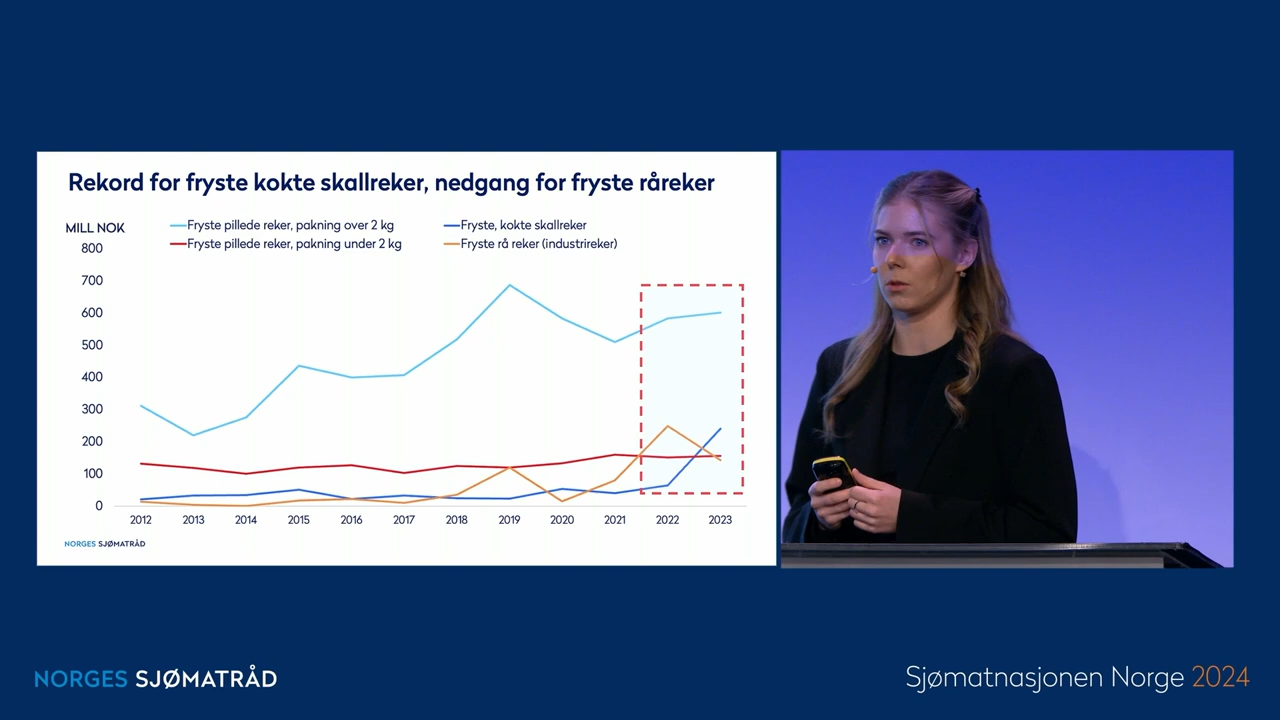 Rekord for fryste kokte skallreker, nedgang for fryste råreker
MILL NOK
Fryste pillede reker, pakning over 2 kg
Fryste, kokte skallreker
Fryste pillede reker, pakning under 2 kg
Fryste rå reker (industrireker)
800
700
600
500
400
300
200
100
0
2012 2013 2014 2015 2016 2017 2018 2019 2020 2021 2022 2023
NORGES SJØMATRÅD
NORGES SJØMATRÅD
Sjømatnasjonen Norge 2024